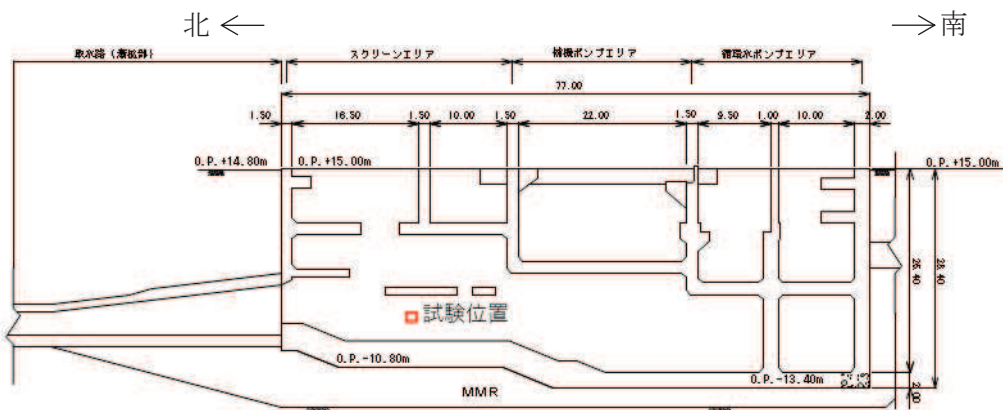 北 ← → 南
取水路(漸拡部) スクリーンエリア 補機ポンプエリア 循環水ポンプエリア
77.00
1.50 16.50 1.50 10.00 1.50 22.00 1.50 9.50 1.00 10.00 2.00
O.P.+14.80m O.P.+15.00m O.P.+15.00m
26.40 28.40
試験位置
O.P.-10.80m O.P.-13.40m 2.00
MMR